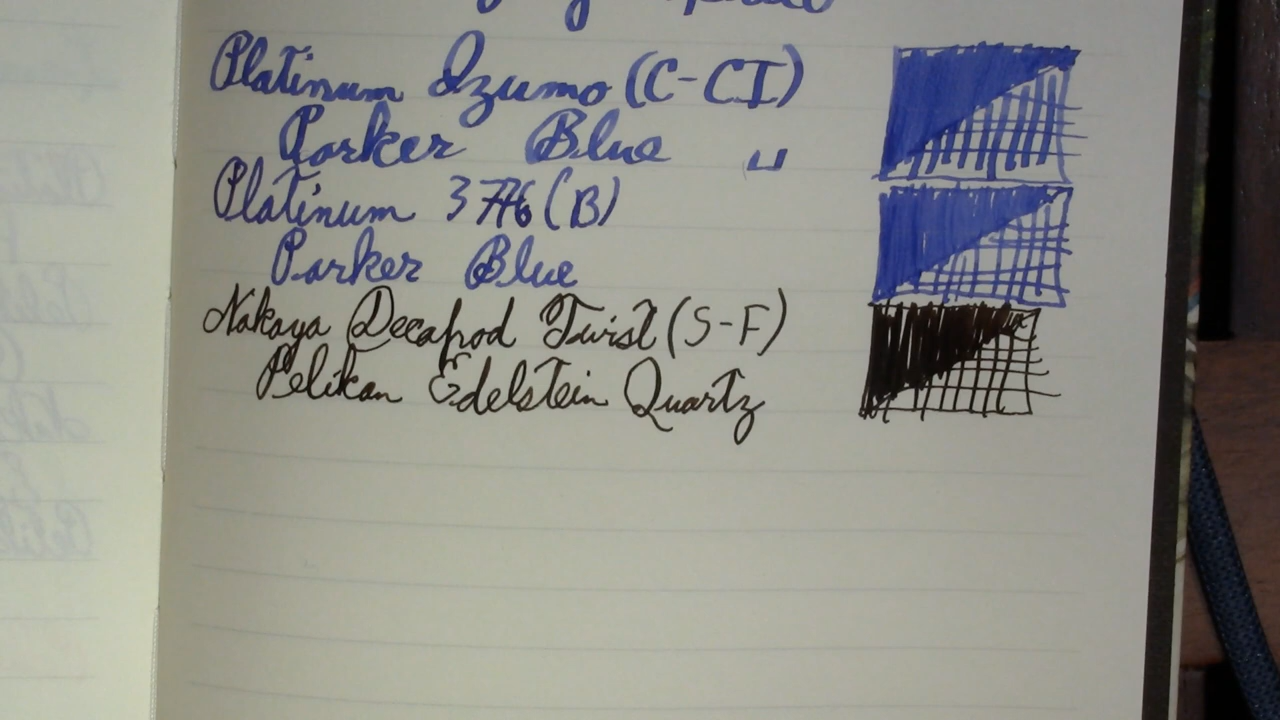 Platinum Izumo (C-CI)
Parker Blue "
Platinum 3776 (B)
Parker Blue
Nakaya Decapod Twist (S-F)
Pelikan Edelstein Quartz